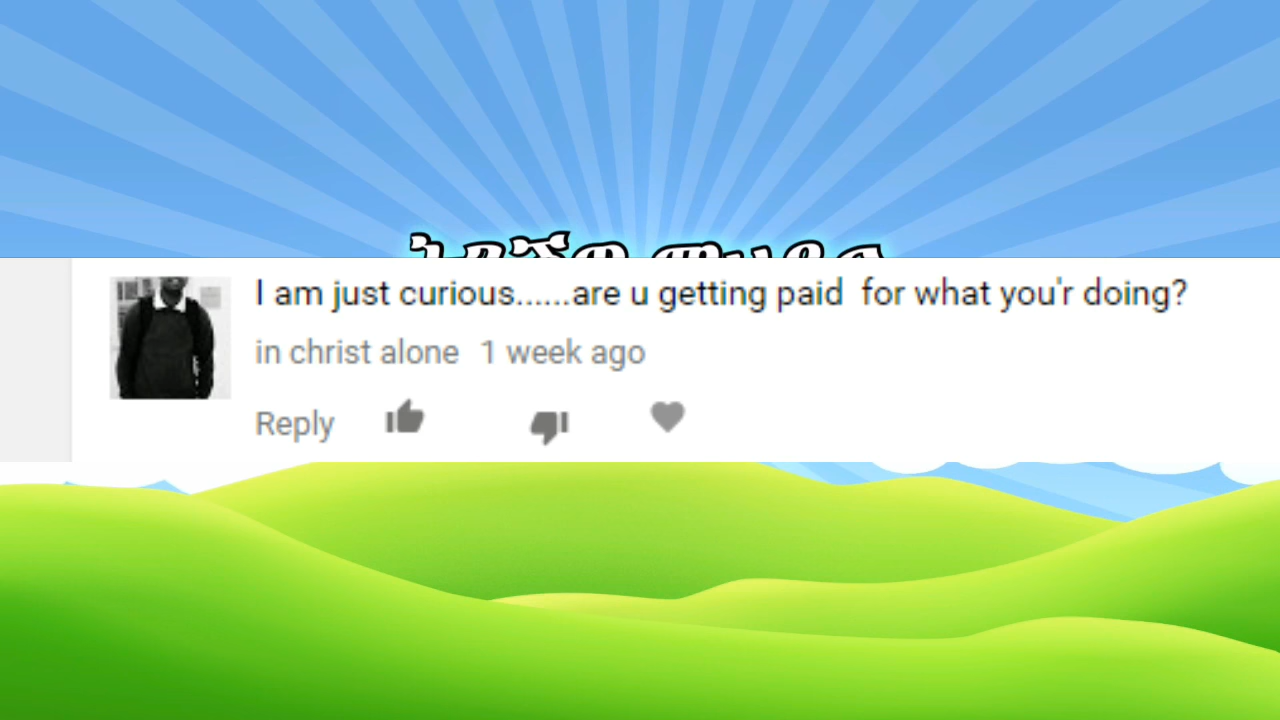 I am just curious......are u getting paid for what you'r doing?
in christ alone 1 week ago
Reply